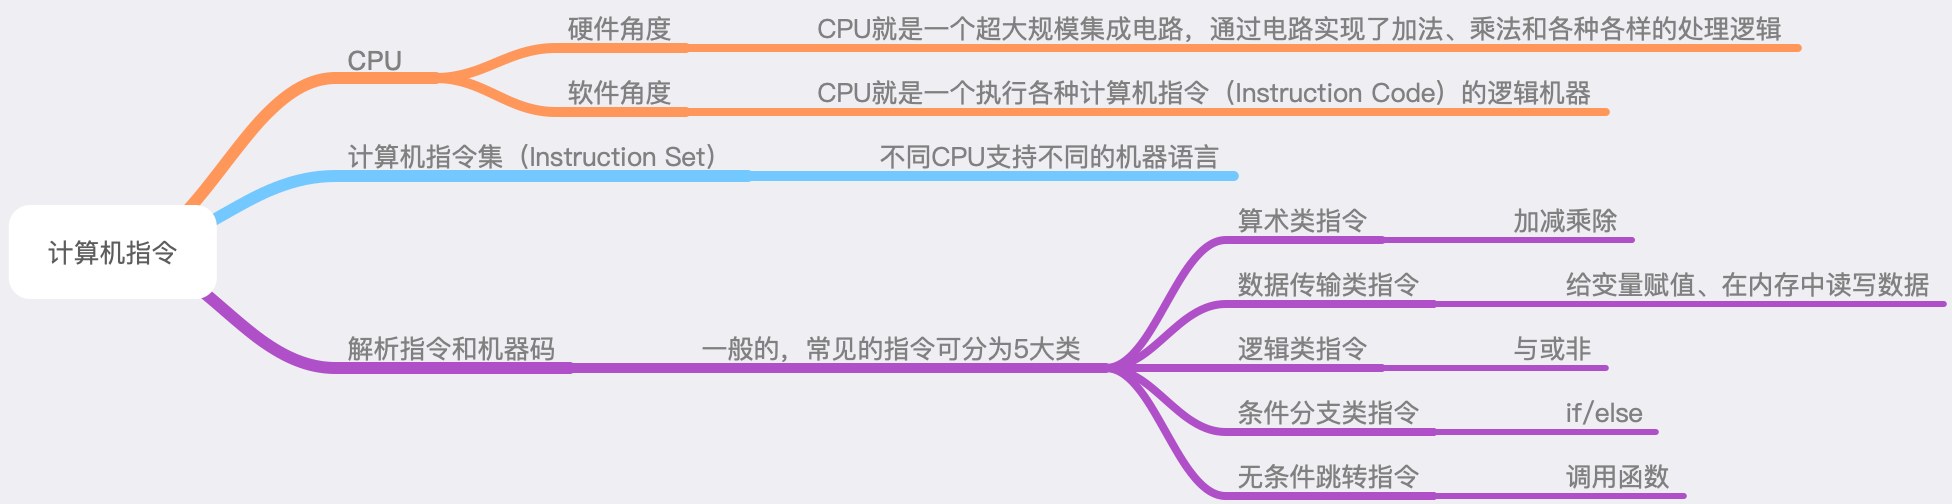 计算机指令
CPU
硬件角度
CPU就是一个超大规模集成电路，通过电路实现了加法、乘法和各种各样的处理逻辑
软件角度
CPU就是一个执行各种计算机指令（Instruction Code）的逻辑机器
计算机指令集（Instruction Set）
不同CPU支持不同的机器语言
解析指令和机器码
一般的，常见的指令可分为5大类
算术类指令
加减乘除
数据传输类指令
给变量赋值、在内存中读写数据
逻辑类指令
与或非
条件分支类指令
if/else
无条件跳转指令
调用函数